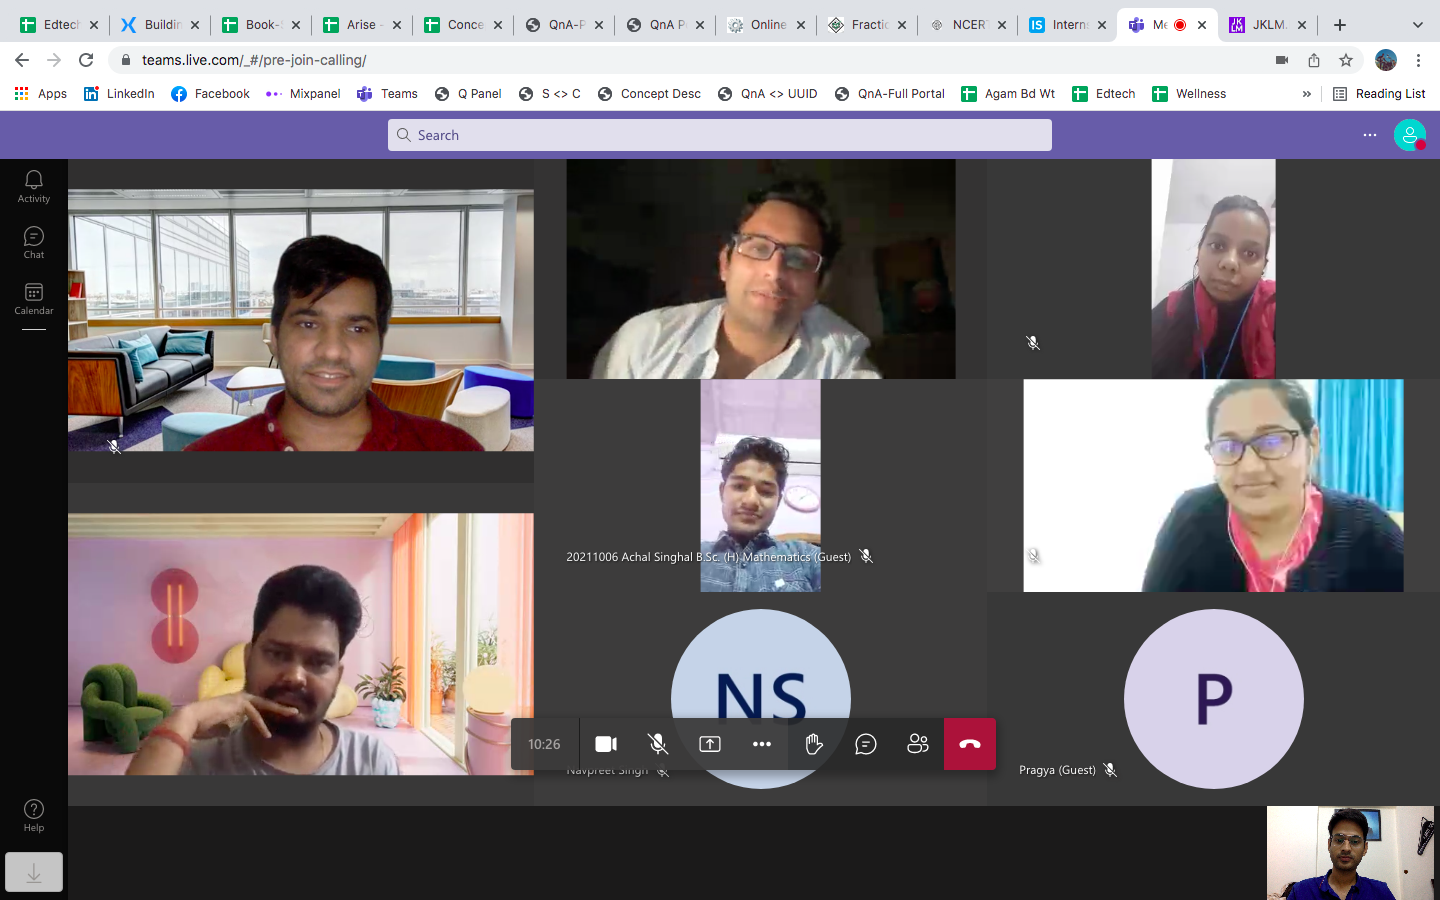 Edtech
Buildin
Book-
Arise -
Conce
QnA-P
QnA P
Online
Fractic
NCER
IS
Intern
Me
JKLM
teams.live.com/_#/pre-join-calling/
Apps
LinkedIn
Facebook
Mixpanel
Teams
Q Panel
S <> C
Concept Desc
QnA <> UUID
QnA-Full Portal
Agam Bd Wt
Edtech
Wellness
»
Reading List
Search
Activity
Chat
Calendar
20211006 Achal Singhal B.Sc. (H) Mathematics (Guest)
NS
P
10:26
Navpreet Singh
Pragya (Guest)
Help